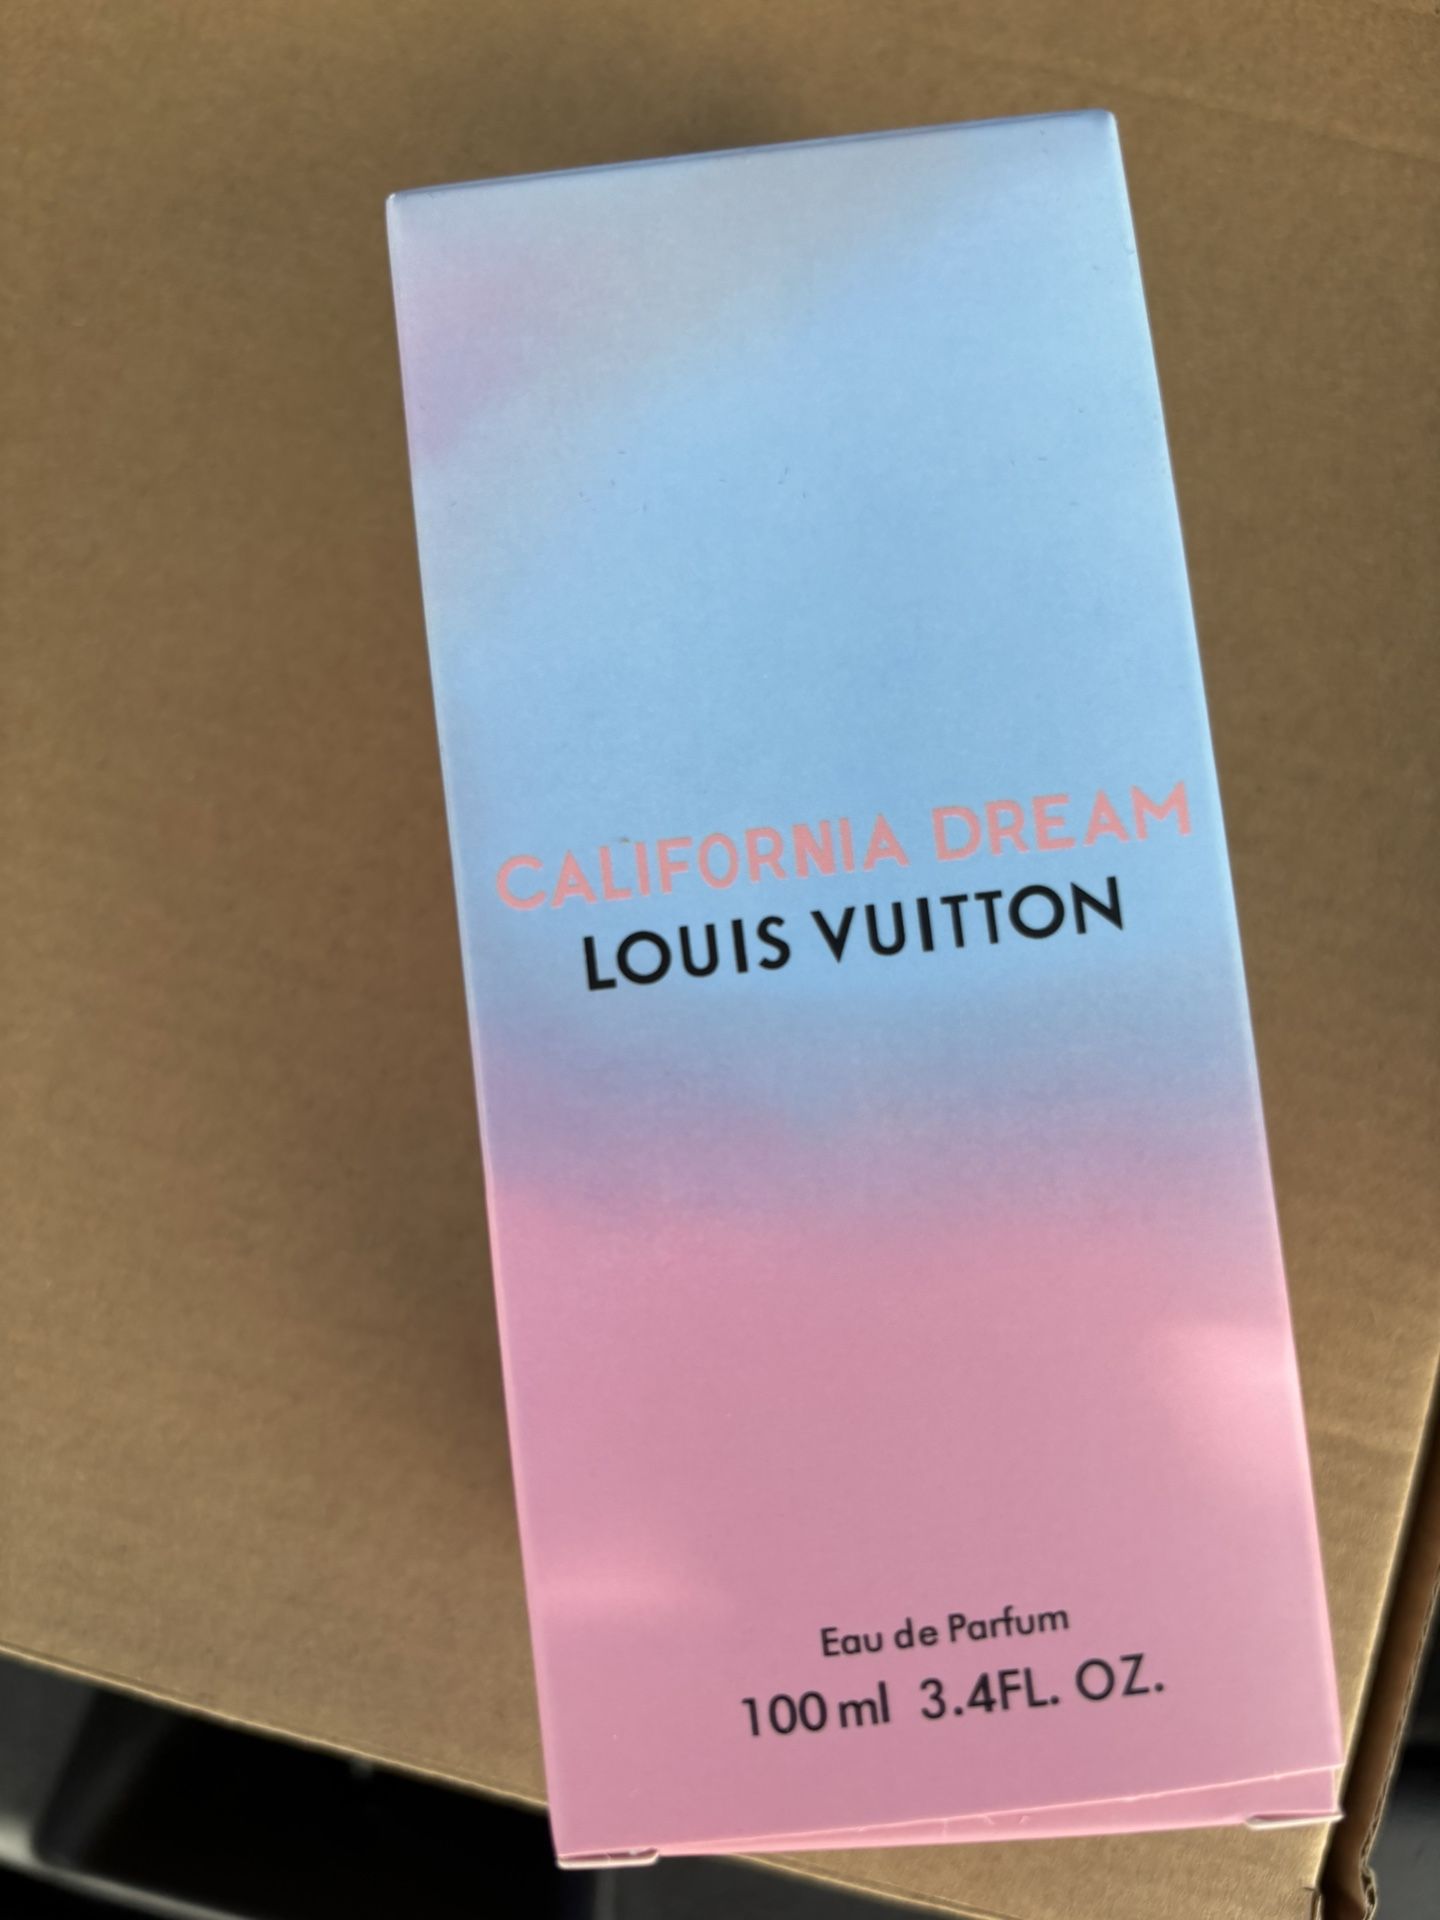 CALIFORNIA DREAM
LOUIS VUITTON
Eau de Parfum
100 ml 3.4FL. OZ.